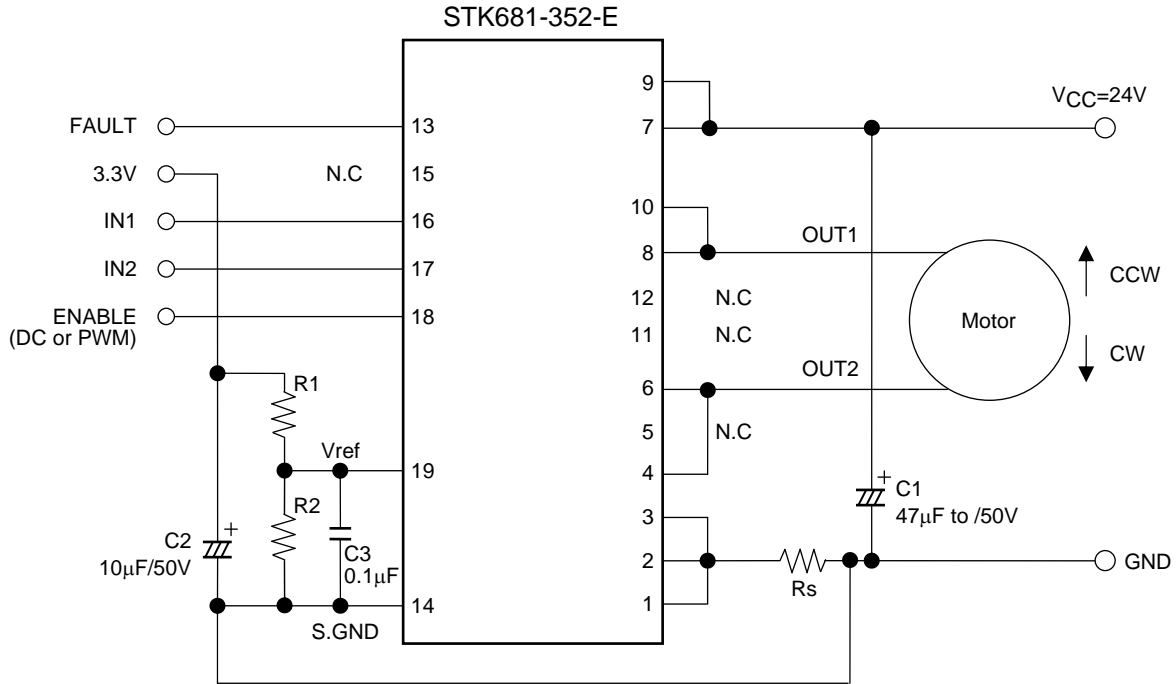 STK681-352-E
FAULT
3.3V
IN1
IN2
ENABLE
(DC or PWM)
13
N.C
15
16
17
18
R1
Vref
19
R2
C2
10µF/50V
C3
0.1µF
S.GND
14
9
7
VCC=24V
10
8
OUT1
12
N.C
11
N.C
6
OUT2
5
N.C
4
3
2
1
Motor
CCW
CW
C1
47µF to /50V
Rs
GND